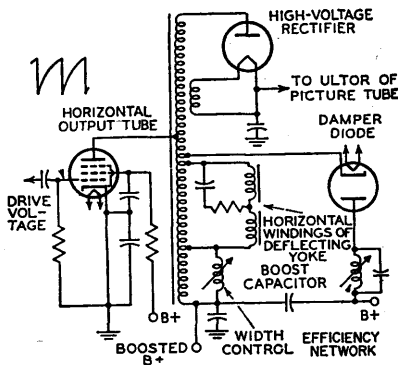 HIGH-VOLTAGE
RECTIFIER
TO ULTOR OF
PICTURE TUBE
HORIZONTAL
OUTPUT TUBE
DAMPER
DIODE
DRIVE
VOL-
TAGE
HORIZONTAL
WINDINGS OF
DEFLECTING
YOKE
BOOST
CAPACITOR
B+
B+
BOOSTED
B+
WIDTH
CONTROL
EFFICIENCY
NETWORK